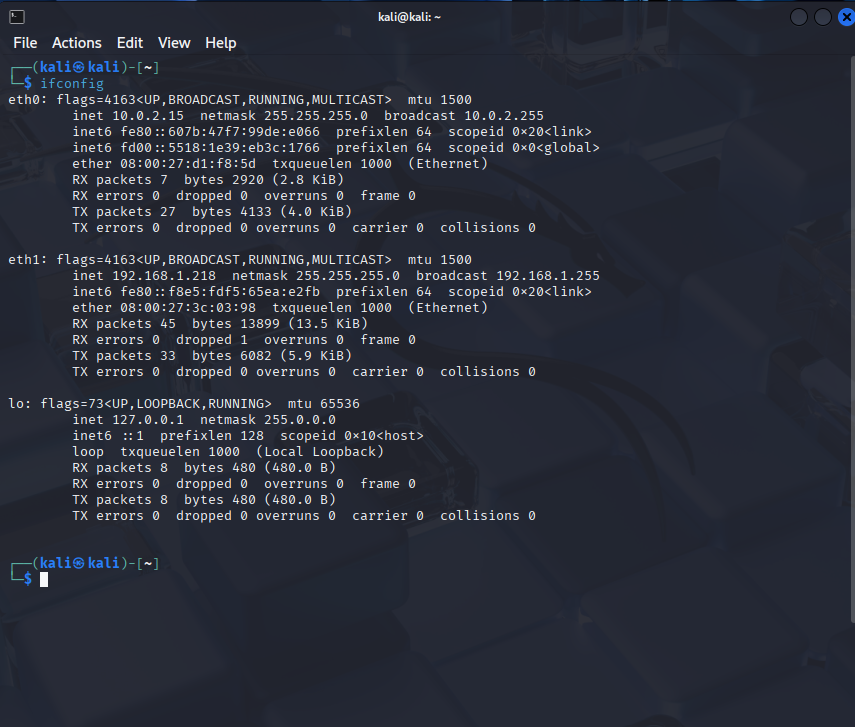 kali@kali: ~
File Actions Edit View Help
┌──(kali㉿kali)-[~]
└─$ ifconfig
eth0: flags=4163<UP,BROADCAST,RUNNING,MULTICAST>  mtu 1500
        inet 10.0.2.15  netmask 255.255.255.0  broadcast 10.0.2.255
        inet6 fe80::607b:47f7:99de:e066  prefixlen 64  scopeid 0x20<link>
        inet6 fd00::5518:1e39:eb3c:1766  prefixlen 64  scopeid 0x0<global>
        ether 08:00:27:d1:f8:5d  txqueuelen 1000  (Ethernet)
        RX packets 7  bytes 2920 (2.8 KiB)
        RX errors 0  dropped 0  overruns 0  frame 0
        TX packets 27  bytes 4133 (4.0 KiB)
        TX errors 0  dropped 0 overruns 0  carrier 0  collisions 0

eth1: flags=4163<UP,BROADCAST,RUNNING,MULTICAST>  mtu 1500
        inet 192.168.1.218  netmask 255.255.255.0  broadcast 192.168.1.255
        inet6 fe80::f8e5:fdf5:65ea:e2fb  prefixlen 64  scopeid 0x20<link>
        ether 08:00:27:3c:03:98  txqueuelen 1000  (Ethernet)
        RX packets 45  bytes 13899 (13.5 KiB)
        RX errors 0  dropped 1  overruns 0  frame 0
        TX packets 33  bytes 6082 (5.9 KiB)
        TX errors 0  dropped 0 overruns 0  carrier 0  collisions 0

lo: flags=73<UP,LOOPBACK,RUNNING>  mtu 65536
        inet 127.0.0.1  netmask 255.0.0.0
        inet6 ::1  prefixlen 128  scopeid 0x10<host>
        loop  txqueuelen 1000  (Local Loopback)
        RX packets 8  bytes 480 (480.0 B)
        RX errors 0  dropped 0  overruns 0  frame 0
        TX packets 8  bytes 480 (480.0 B)
        TX errors 0  dropped 0 overruns 0  carrier 0  collisions 0

┌──(kali㉿kali)-[~]
└─$